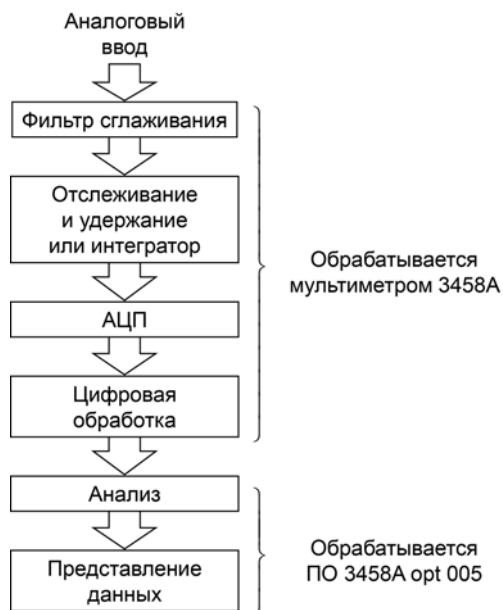 Аналоговый
ввод
Фильтр сглаживания
Отслеживание
и удержание
или интегратор
Обрабатывается
мультиметром 3458A
АЦП
Цифровая
обработка
Анализ
Представление
данных
Обрабатывается
ПО 3458A opt 005